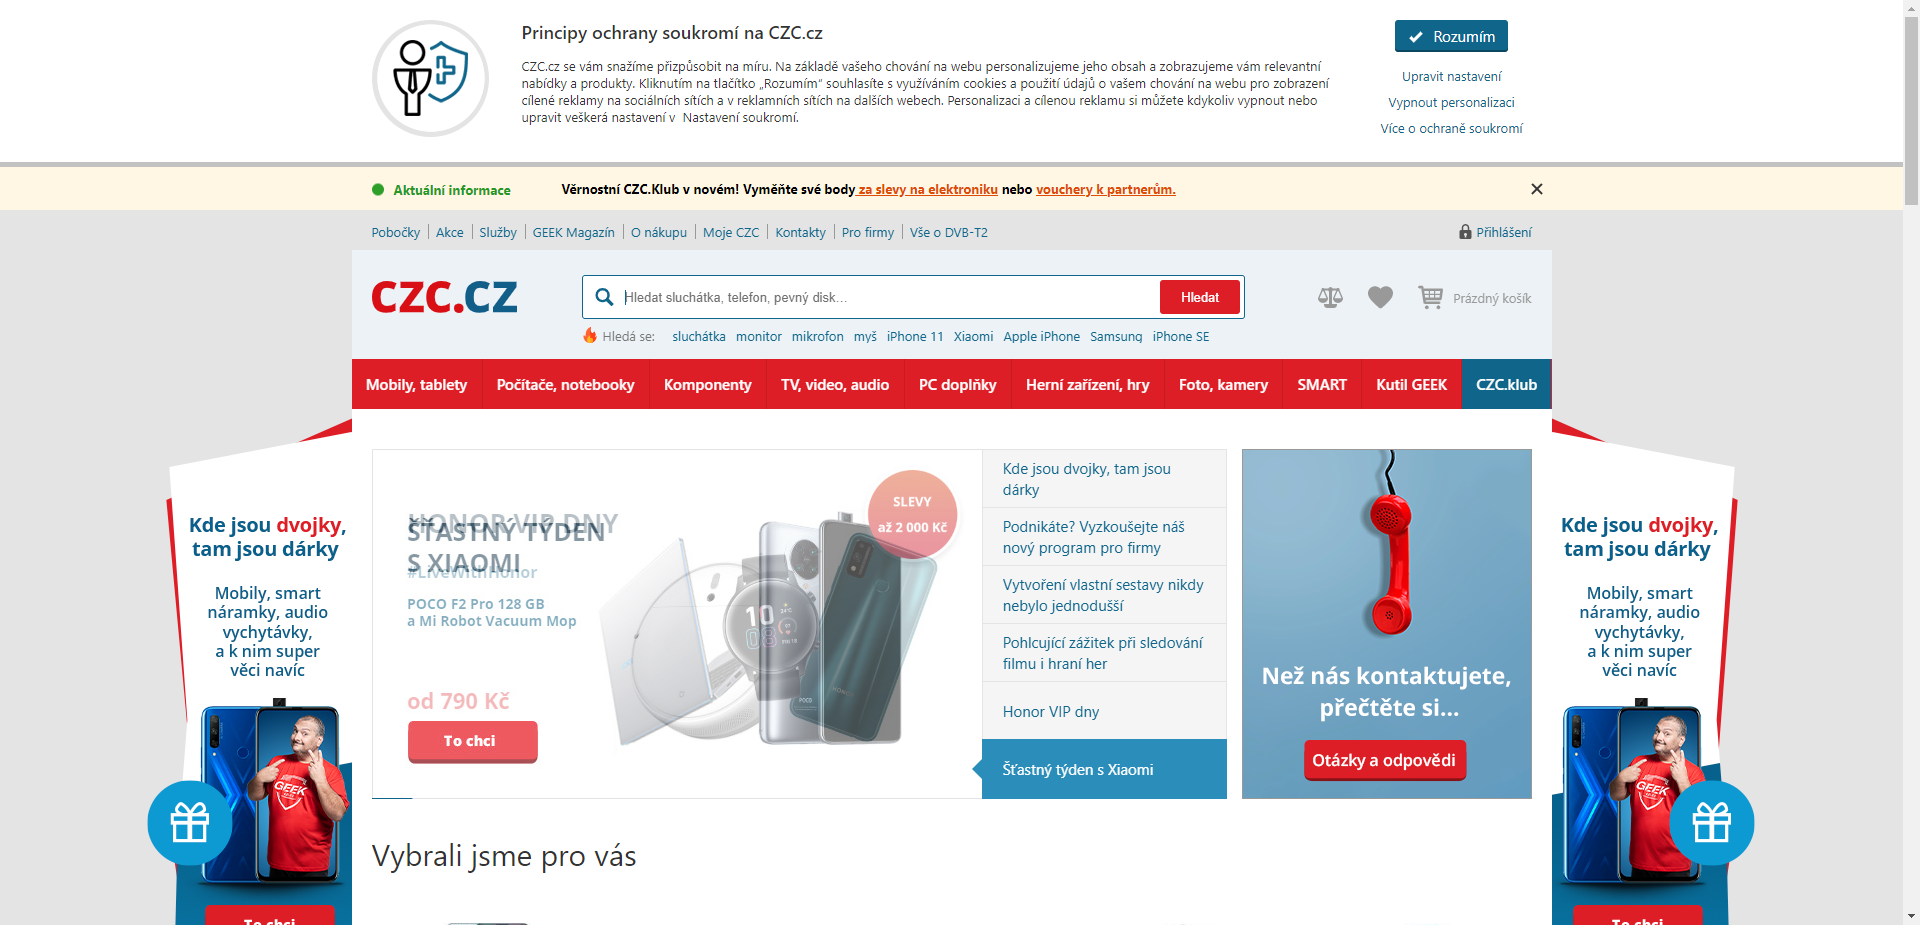 Principy ochrany soukromí na CZC.cz
CZC.cz se vám snažíme přizpůsobit na míru. Na základě vašeho chování na webu personalizujeme jeho obsah a zobrazujeme vám relevantní
nabídky a produkty. Kliknutím na tlačítko „Rozumím“ souhlasíte s využíváním cookies a použití údajů o vašem chování na webu pro zobrazení
cílené reklamy na sociálních sítích a v reklamních sítích na dalších webech. Personalizaci a cílenou reklamu si můžete kdykoliv vypnout nebo
upravit veškerá nastavení v Nastavení soukromí.
Rozumím
Upravit nastavení
Vypnout personalizaci
Více o ochraně soukromí
Aktuální informace
Věrnostní CZC.Klub v novém! Vyměňte své body za slevy na elektroniku nebo vouchery k partnerům.
Pobočky Akce Služby GEEK Magazín O nákupu Moje CZC Kontakty Pro firmy Vše o DVB-T2
Přihlášení
CZC.CZ
Hledat sluchátka, telefon, pevný disk...
Hledat
Prázdný košík
Hledá se: sluchátka monitor mikrofon myš iPhone 11 Xiaomi Apple iPhone Samsung iPhone SE
Mobily, tablety Počítače, notebooky Komponenty TV, video, audio PC doplňky Herní zařízení, hry Foto, kamery SMART Kutil GEEK CZC.klub
Kde jsou dvojky,
tam jsou dárky
Mobily, smart
náramky, audio
vychytávky,
a k nim super
věci navíc
GEEK
To chci
HONOR VIP DNY
ŠŤASTNÝ TÝDEN
S XIAOMI
#LiveWithHonor
POCO F2 Pro 128 GB
a Mi Robot Vacuum Mop
od 790 Kč
To chci
SLEVY
až 2 000 Kč
10
08
POCO
HONOR
Kde jsou dvojky, tam jsou
dárky
Podnikáte? Vyzkoušejte náš
nový program pro firmy
Vytvoření vlastní sestavy nikdy
nebylo jednodušší
Pohlcující zážitek při sledování
filmu i hraní her
Honor VIP dny
Šťastný týden s Xiaomi
Než nás kontaktujete,
přečtěte si...
Otázky a odpovědi
Kde jsou dvojky,
tam jsou dárky
Mobily, smart
náramky, audio
vychytávky,
a k nim super
věci navíc
GEEK
To chci
Vybrali jsme pro vás